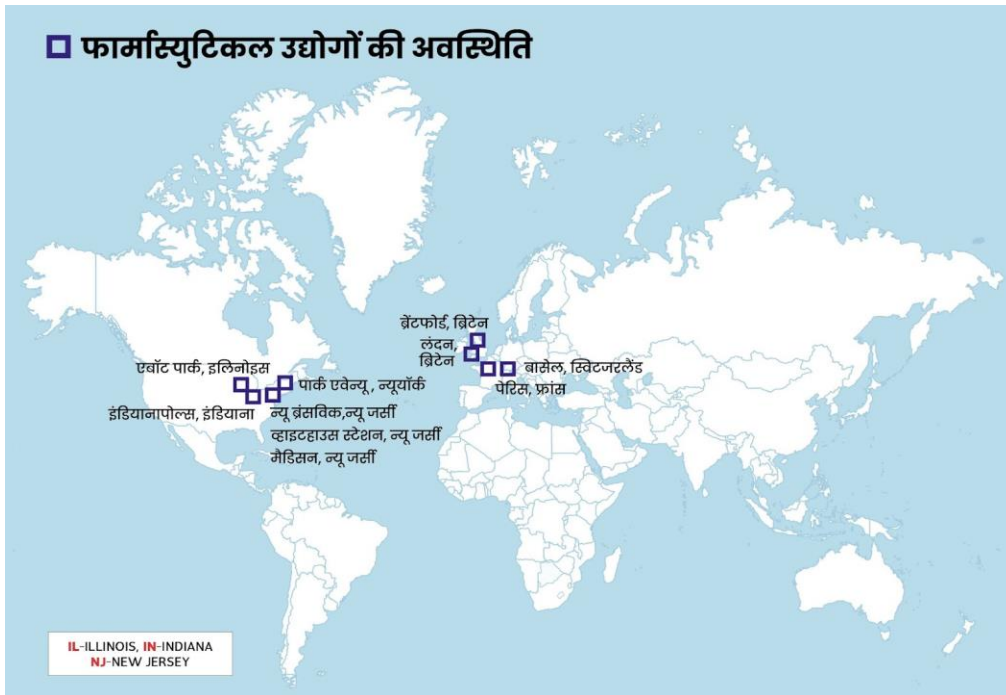 फार्मास्युटिकल उद्योगों की अवस्थिति
ब्रेंटफोर्ड, ब्रिटेन
लंदन,
ब्रिटेन
बासेल, स्विटजरलैंड
पेरिस, फ्रांस
एबॉट पार्क, इलिनोइस
पार्क एवेन्यू , न्यूयॉर्क
इंडियानापोल्स, इंडियाना
न्यू ब्रंसविक,न्यू जर्सी
व्हाइटहाउस स्टेशन, न्यू जर्सी
मैडिसन, न्यू जर्सी
IL-ILLINOIS, IN-INDIANA
NJ-NEW JERSEY